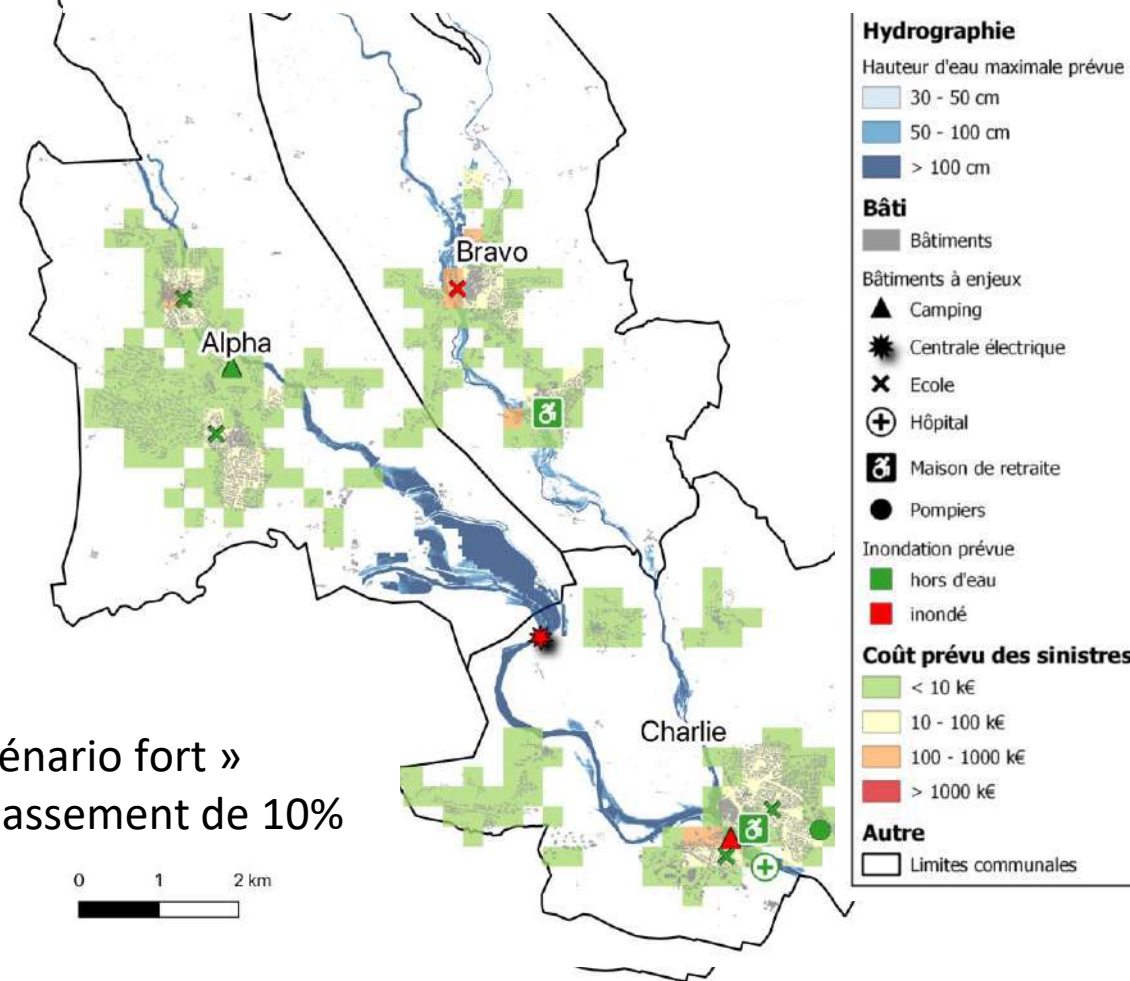 Bravo
Alpha
Charlie
énario fort »
assement de 10%
0 1 2 km
Hydrographie
Hauteur d'eau maximale prévue
30 - 50 cm
50 - 100 cm
> 100 cm
Bâti
Bâtiments
Bâtiments à enjeux
Camping
Centrale électrique
Ecole
Hôpital
Maison de retraite
Pompiers
Inondation prévue
hors d'eau
inondé
Coût prévu des sinistres
< 10 k€
10 - 100 k€
100 - 1000 k€
> 1000 k€
Autre
Limites communales